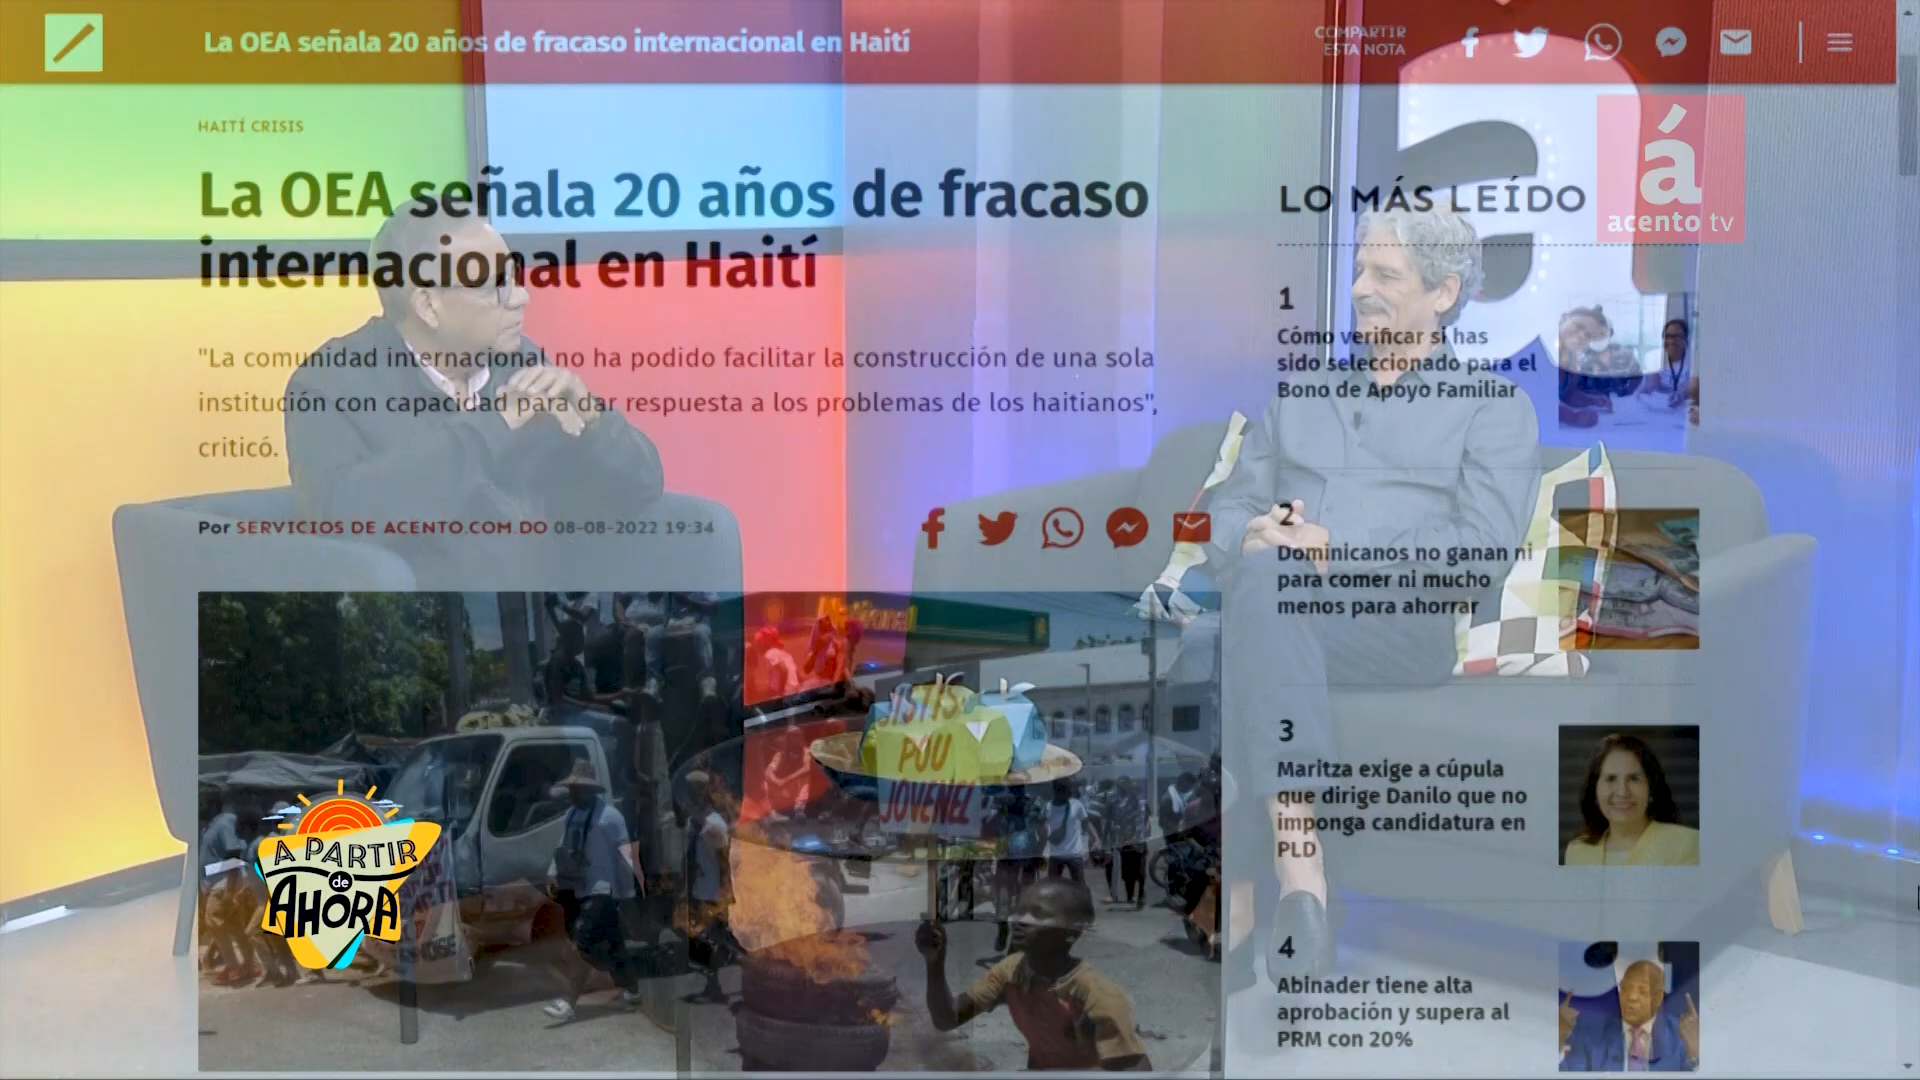 La OEA señala 20 años de fracaso internacional en Haití
COMPARTIR
ESTA NOTA
HAITÍ CRISIS
La OEA señala 20 años de fracaso
internacional en Haití
"La comunidad internacional no ha podido facilitar la construcción de una sola
institución con capacidad para dar respuesta a los problemas de los haitianos",
criticó.
Por SERVICIOS DE ACENTO.COM.DO 08-08-2022 19:34
National
JISTIS
POU
JOVENEL
A PARTIR
de
AHORA
á
acento tv
LO MÁS LEÍDO
1
Cómo verificar si has
sido seleccionado para el
Bono de Apoyo Familiar
2
Dominicanos no ganan ni
para comer ni mucho
menos para ahorrar
3
Maritza exige a cúpula
que dirige Danilo que no
imponga candidatura en
PLD
4
Abinader tiene alta
aprobación y supera al
PRM con 20%